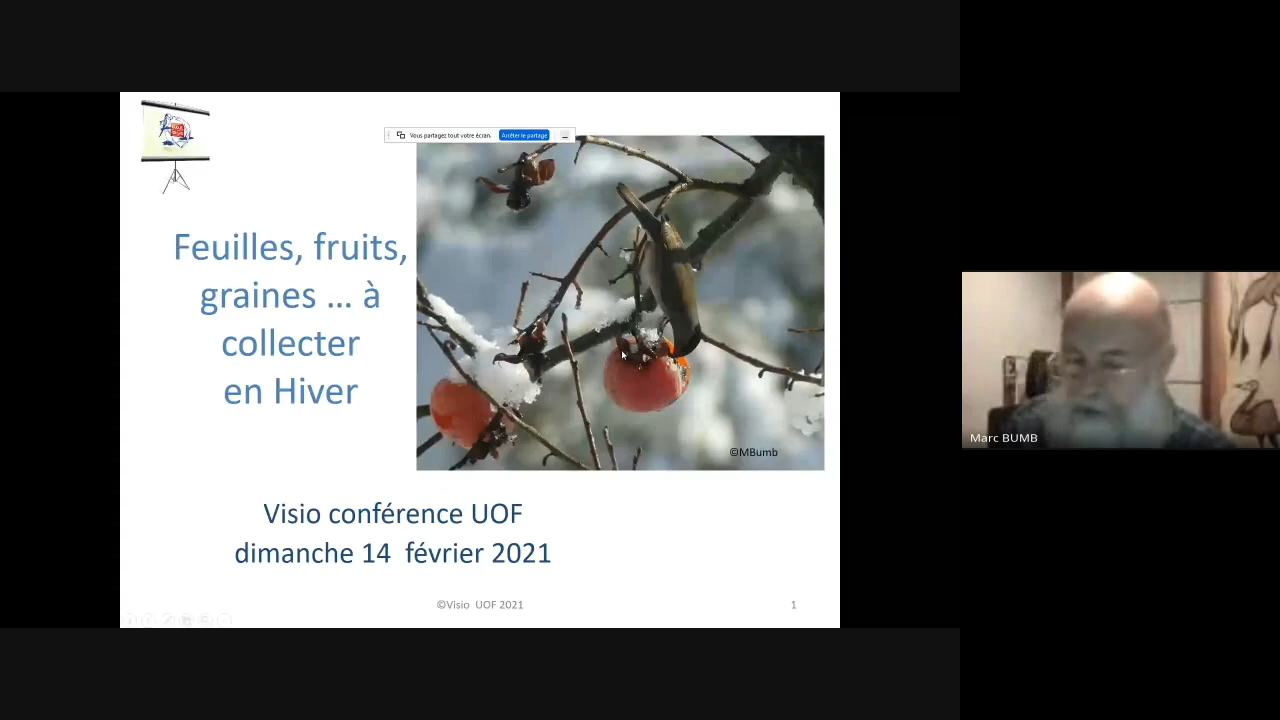 Vous partagez tout votre écran.
Arrêter le partage
Feuilles, fruits,
graines ... à
collecter
en Hiver
©MBumb
Marc BUMB
Visio conférence UOF
dimanche 14 février 2021
©Visio UOF 2021
1